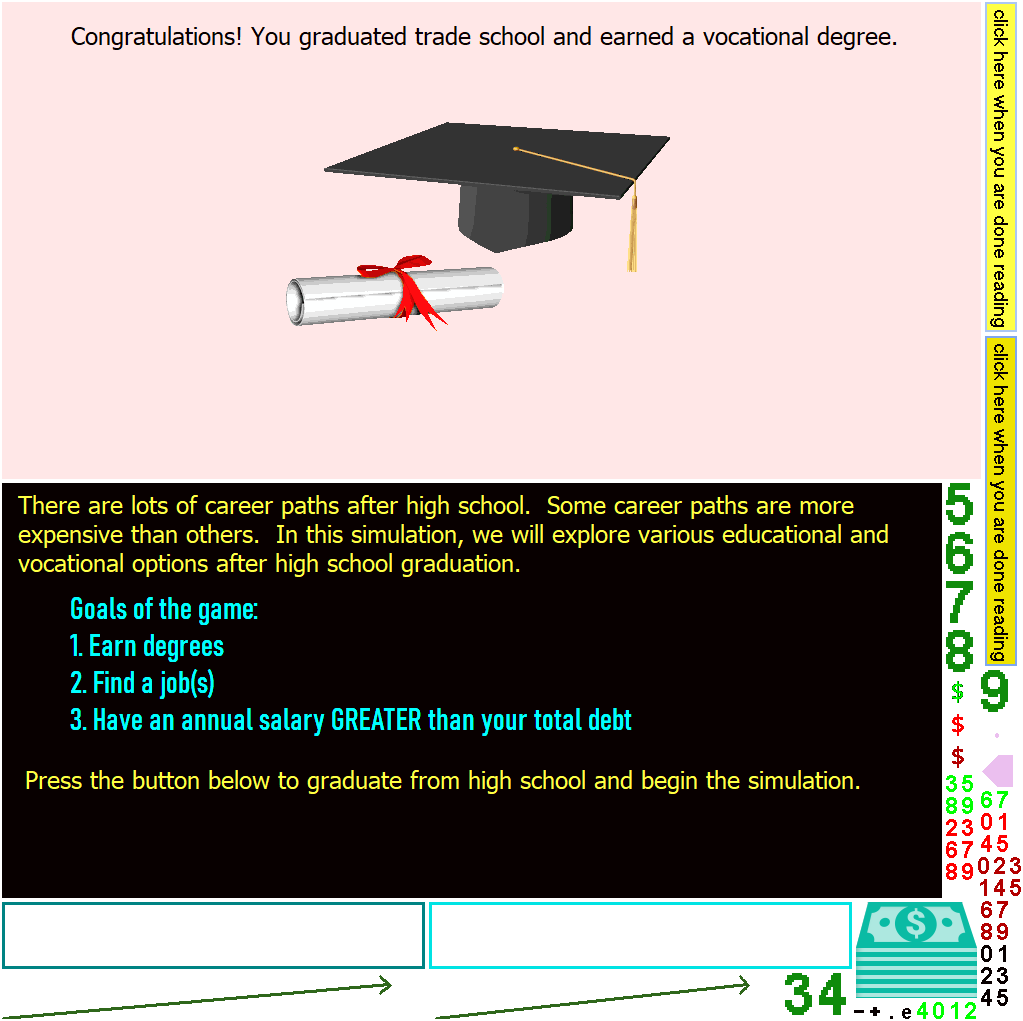 Congratulations! You graduated trade school and earned a vocational degree.
click here when you are done reading
click here when you are done reading
There are lots of career paths after high school.  Some career paths are more
expensive than others.  In this simulation, we will explore various educational and
vocational options after high school graduation.
Goals of the game:
1. Earn degrees
2. Find a job(s)
3. Have an annual salary GREATER than your total debt
Press the button below to graduate from high school and begin the simulation.
5
6
7
8
9
$
$
$
.
35
89
23
67
89
67
01
45
023
145
67
89
01
23
45
$
34
-+.e4012